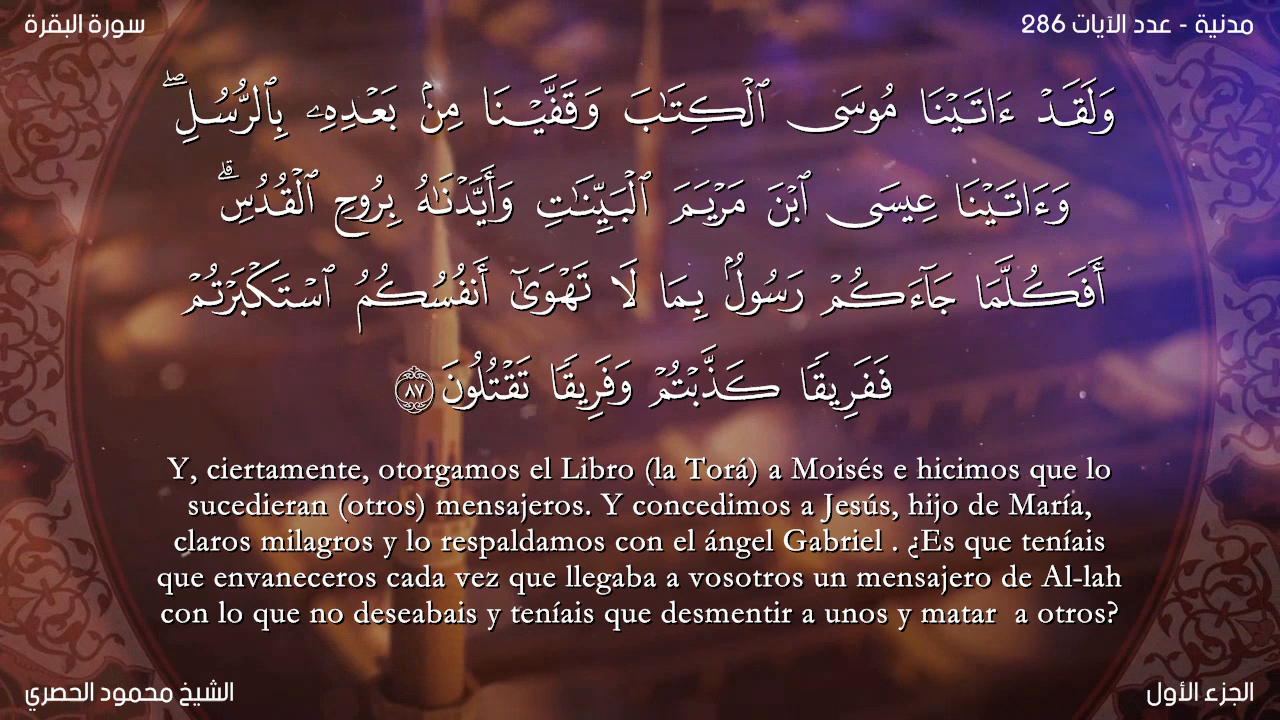 سورة البقرة
مدنية - عدد الآيات 286
وَلَقَدْ ءَاتَيْنَا مُوسَى ٱلْكِتَـٰبَ وَقَفَّيْنَا مِنۢ بَعْدِهِۦ بِٱلرُّسُلِ ۖ
وَءَاتَيْنَا عِيسَى ٱبْنَ مَرْيَمَ ٱلْبَيِّنَـٰتِ وَأَيَّدْنَـٰهُ بِرُوحِ ٱلْقُدُسِ ۗ
أَفَكُلَّمَا جَآءَكُمْ رَسُولٌۢ بِمَا لَا تَهْوَىٰٓ أَنفُسُكُمُ ٱسْتَكْبَرْتُمْ
فَفَرِيقًا كَذَّبْتُمْ وَفَرِيقًا تَقْتُلُونَ ٨٧
Y, ciertamente, otorgamos el Libro (la Torá) a Moisés e hicimos que lo
sucedieran (otros) mensajeros. Y concedimos a Jesús, hijo de María,
claros milagros y lo respaldamos con el ángel Gabriel . ¿Es que teníais
que envaneceros cada vez que llegaba a vosotros un mensajero de Al-lah
con lo que no deseabais y teníais que desmentir a unos y matar  a otros?
الشيخ محمود الحصري
الجزء الأول